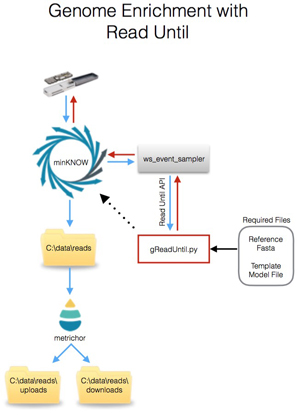 Genome Enrichment with
Read Until
minKNOW
ws_event_sampler
Read Until API
Required Files
C:\data\reads
gReadUntil.py
Reference
Fasta
Template
Model File
metrichor
C:\data\reads\
uploads
C:\data\reads\
downloads